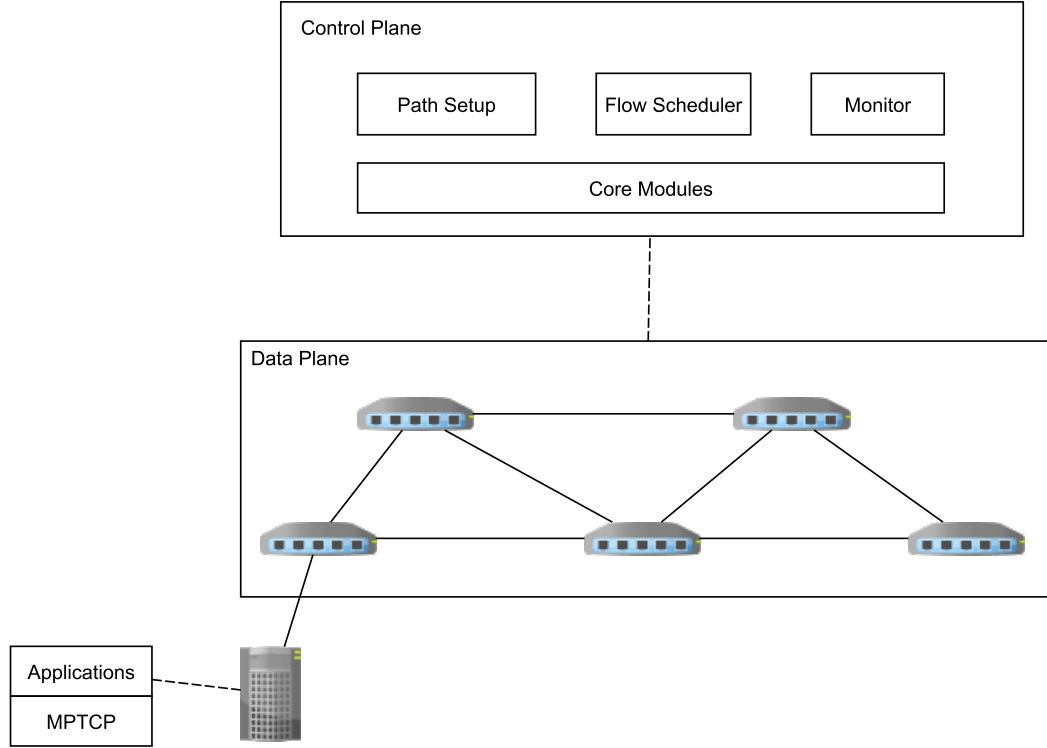 Control Plane
Path Setup
Flow Scheduler
Monitor
Core Modules
Data Plane
Applications
MPTCP